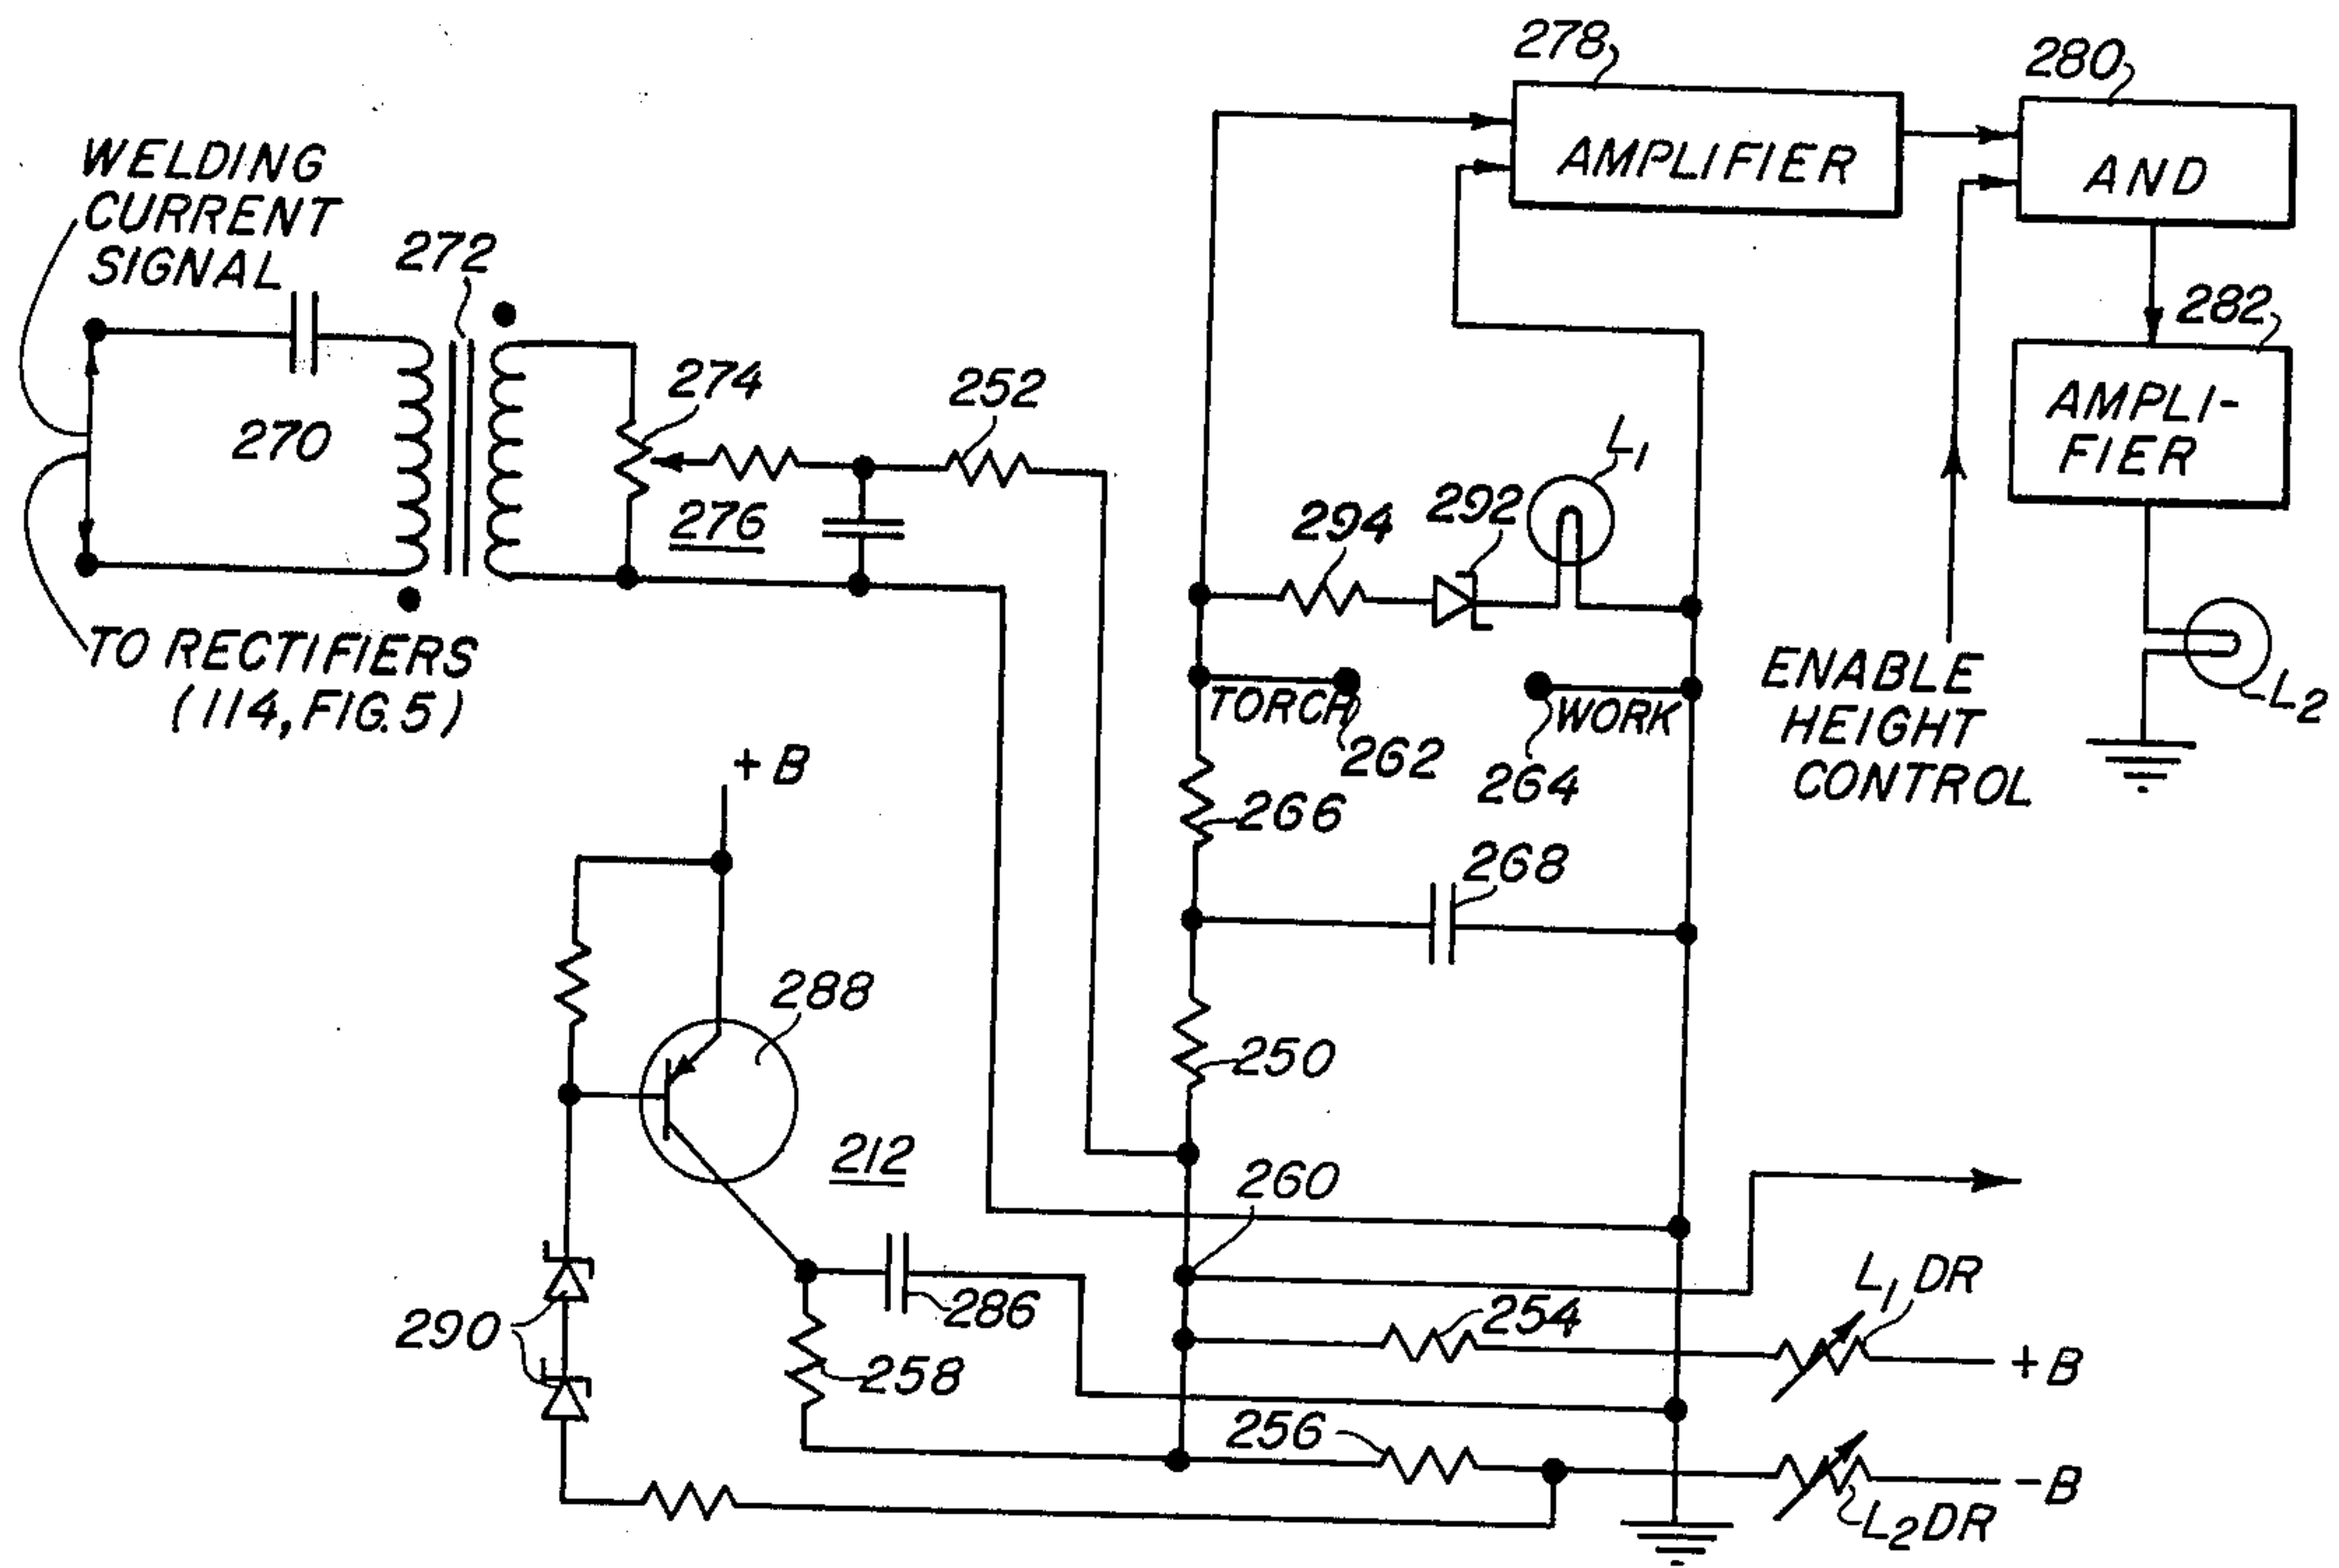 278
280
AMPLIFIER
AND
WELDING
CURRENT
SIGNAL
272
282
AMPLI-
FIER
274
252
270
276
L1
294
292
TO RECTIFIERS
(114, FIG. 5)
TORCH
WORK
262
264
ENABLE
HEIGHT
CONTROL
L2
+B
266
268
288
250
212
260
286
254
L1 DR
+B
290
258
256
-B
L2 DR